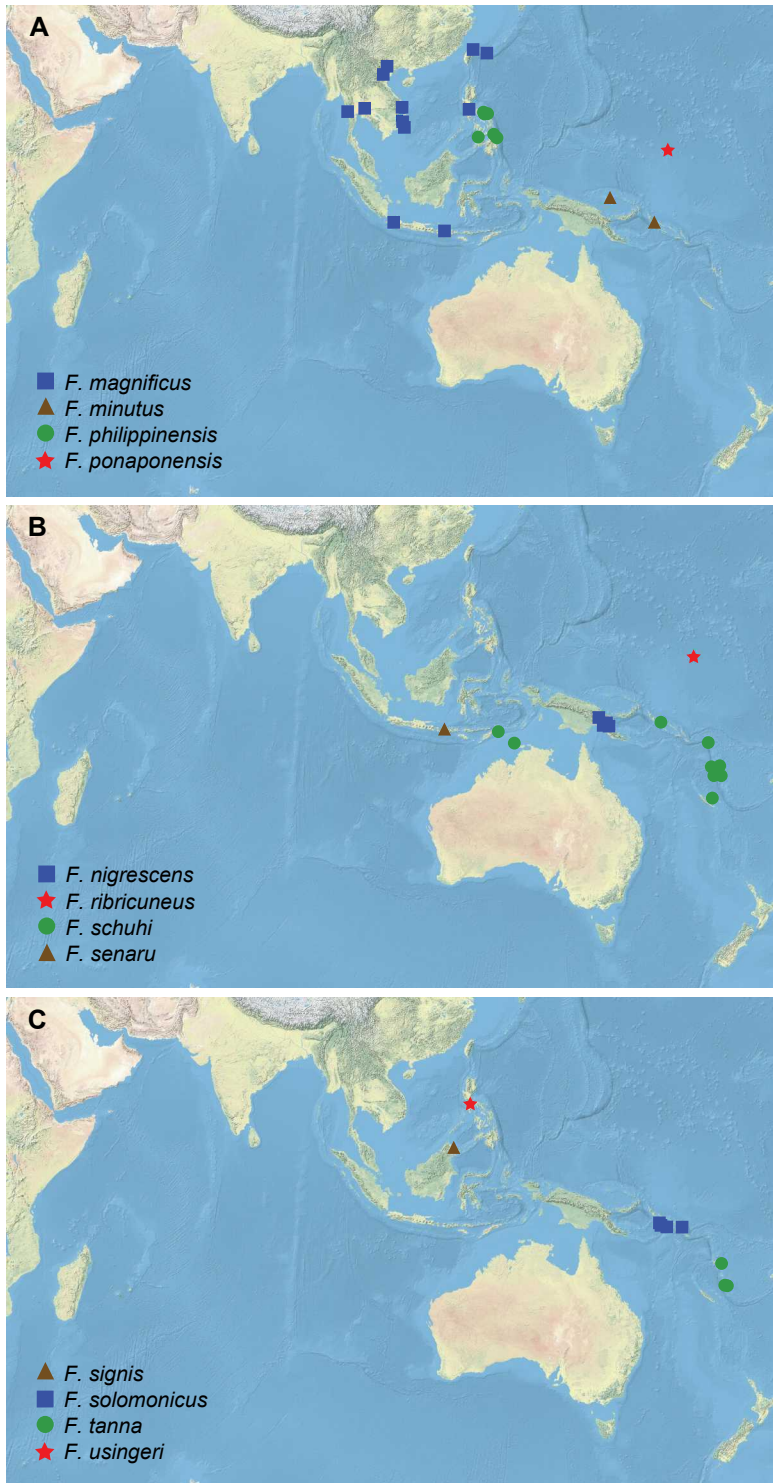 A
F. magnificus
F. minutus
F. philippinensis
F. ponaponensis
B
F. nigrescens
F. ribricuneus
F. schuhi
F. senaru
C
F. signis
F. solomonicus
F. tanna
F. usingeri